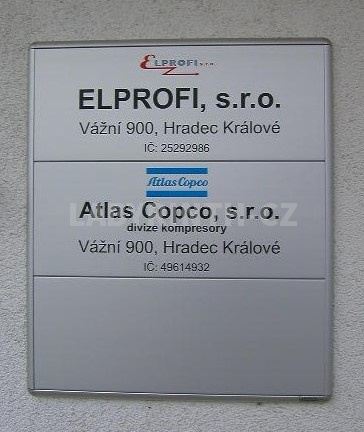 ELPROFI s.r.o.
ELPROFI, s.r.o.
Vážní 900, Hradec Králové
IČ: 25292986
Atlas Copco
Atlas Copco, s.r.o.
divize kompresory
Vážní 900, Hradec Králové
IČ: 49614932